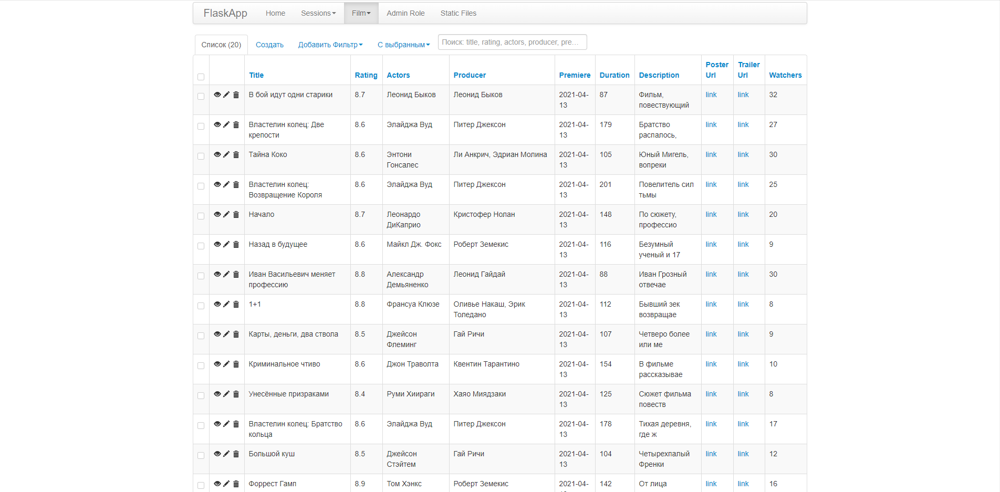 FlaskApp Home Sessions Film Admin Role Static Files
Список (20) Создать Добавить Фильтр С выбранным Поиск: title, rating, actors, producer, pre…
Poster Trailer
Title Rating Actors Producer Premiere Duration Description Url Url Watchers
В бой идут одни старики 8.7 Леонид Быков Леонид Быков 2021-04- 87 Фильм, link link 32
13 повествующий
Властелин колец: Две 8.6 Элайджа Вуд Питер Джексон 2021-04- 179 Братство link link 27
крепости 13 распалось,
Тайна Коко 8.6 Энтони Ли Анкрич, Эдриан Молина 2021-04- 105 Юный Мигель, link link 30
Гонсалес 13 вопреки
Властелин колец: 8.6 Элайджа Вуд Питер Джексон 2021-04- 201 Повелитель сил link link 25
Возвращение Короля 13 тьмы
Начало 8.7 Леонардо Кристофер Нолан 2021-04- 148 По сюжету, link link 20
ДиКаприо 13 профессио
Назад в будущее 8.6 Майкл Дж. Фокс Роберт Земекис 2021-04- 116 Безумный link link 9
13 ученый и 17
Иван Васильевич меняет 8.8 Александр Леонид Гайдай 2021-04- 88 Иван Грозный link link 30
профессию Демьяненко 13 отвечае
1+1 8.8 Франсуа Клюзе Оливье Накаш, Эрик 2021-04- 112 Бывший зек link link 8
Толедано 13 возвращае
Карты, деньги, два ствола 8.5 Джейсон Гай Ричи 2021-04- 107 Четверо более link link 9
Флеминг 13 или ме
Криминальное чтиво 8.6 Джон Траволта Квентин Тарантино 2021-04- 154 В фильме link link 10
13 рассказывае
Унесённые призраками 8.4 Руми Хиираги Хаяо Миядзаки 2021-04- 125 Сюжет фильма link link 8
13 повеств
Властелин колец: Братство 8.6 Элайджа Вуд Питер Джексон 2021-04- 178 Тихая деревня, link link 17
кольца 13 где ж
Большой куш 8.5 Джейсон Гай Ричи 2021-04- 104 Четырехпалый link link 12
Стэйтем 13 Френки
Форрест Гамп 8.9 Том Хэнкс Роберт Земекис 2021-04- 142 От лица link link 16